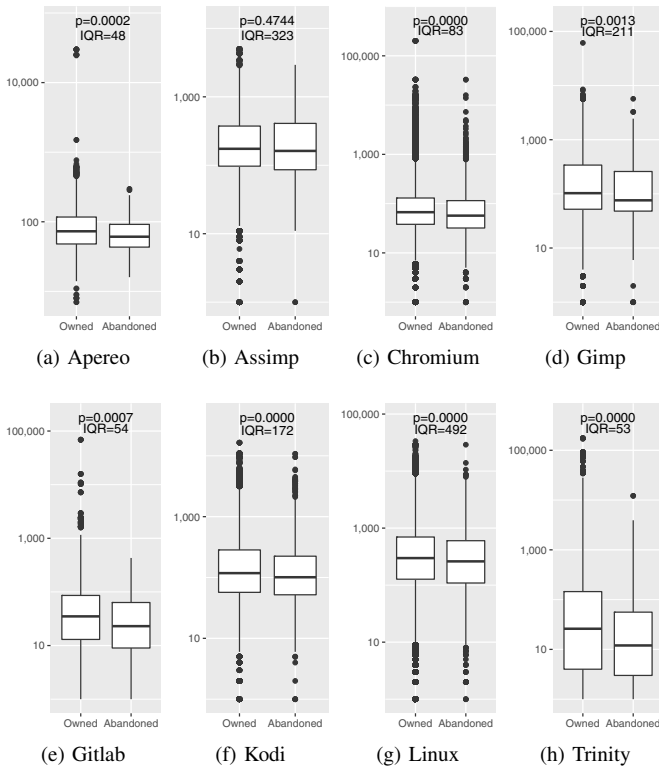 p=0.0002
IQR=48
10,000
100
Owned Abandoned
(a) Apereo
p=0.4744
IQR=323
1,000
10
Owned Abandoned
(b) Assimp
p=0.0000
IQR=83
100,000
1,000
10
Owned Abandoned
(c) Chromium
p=0.0013
IQR=211
100,000
1,000
10
Owned Abandoned
(d) Gimp
p=0.0007
IQR=54
100,000
1,000
10
Owned Abandoned
(e) Gitlab
p=0.0000
IQR=172
1,000
10
Owned Abandoned
(f) Kodi
p=0.0000
IQR=492
100,000
1,000
10
Owned Abandoned
(g) Linux
p=0.0000
IQR=53
100,000
1,000
10
Owned Abandoned
(h) Trinity